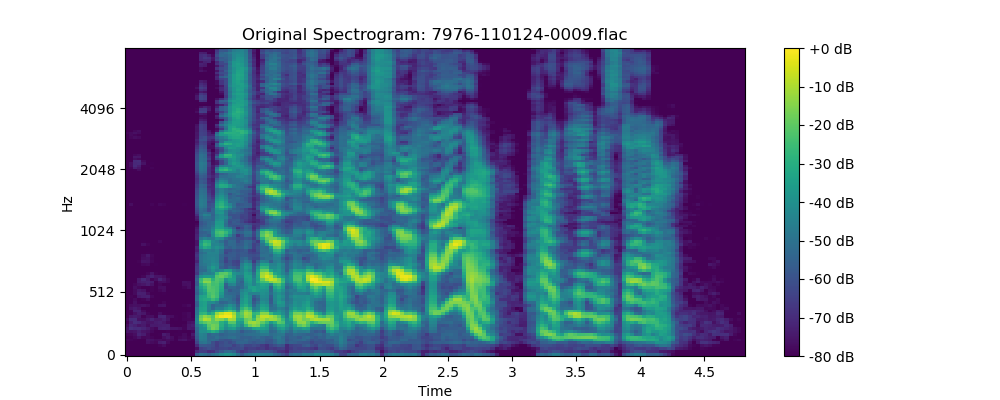 Original Spectrogram: 7976-110124-0009.flac
Hz
4096
2048
1024
512
0
0
0.5
1
1.5
2
2.5
3
3.5
4
4.5
Time
+0 dB
-10 dB
-20 dB
-30 dB
-40 dB
-50 dB
-60 dB
-70 dB
-80 dB